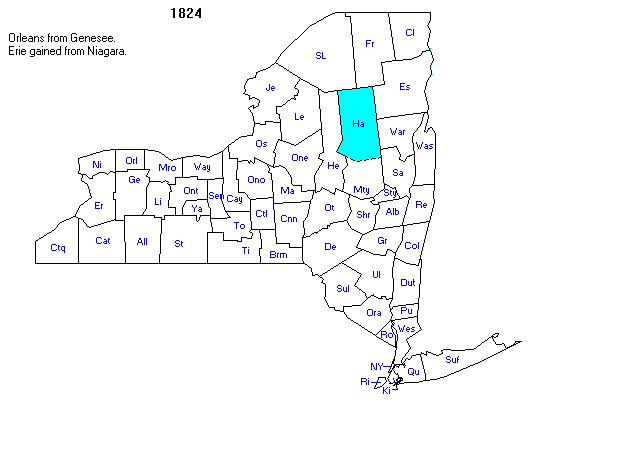 1824
Orleans from Genesee.
Erie gained from Niagara.
Cl
Fr
SL
Je
Es
Le
Ha
War
Os
Was
One
Ni
Orl
Mro
Way
He
Sa
Ge
Ono
Ont
Ma
Mty
Sty
Sen
Cay
Er
Li
Ya
Ot
Shr
Alb
Re
Ctl
Cnn
To
Ctq
Cat
All
St
De
Gr
Col
Ti
Brm
Ul
Sul
Dut
Ora
Pu
Ro
Wes
Suf
NY
Qu
Ri
Ki